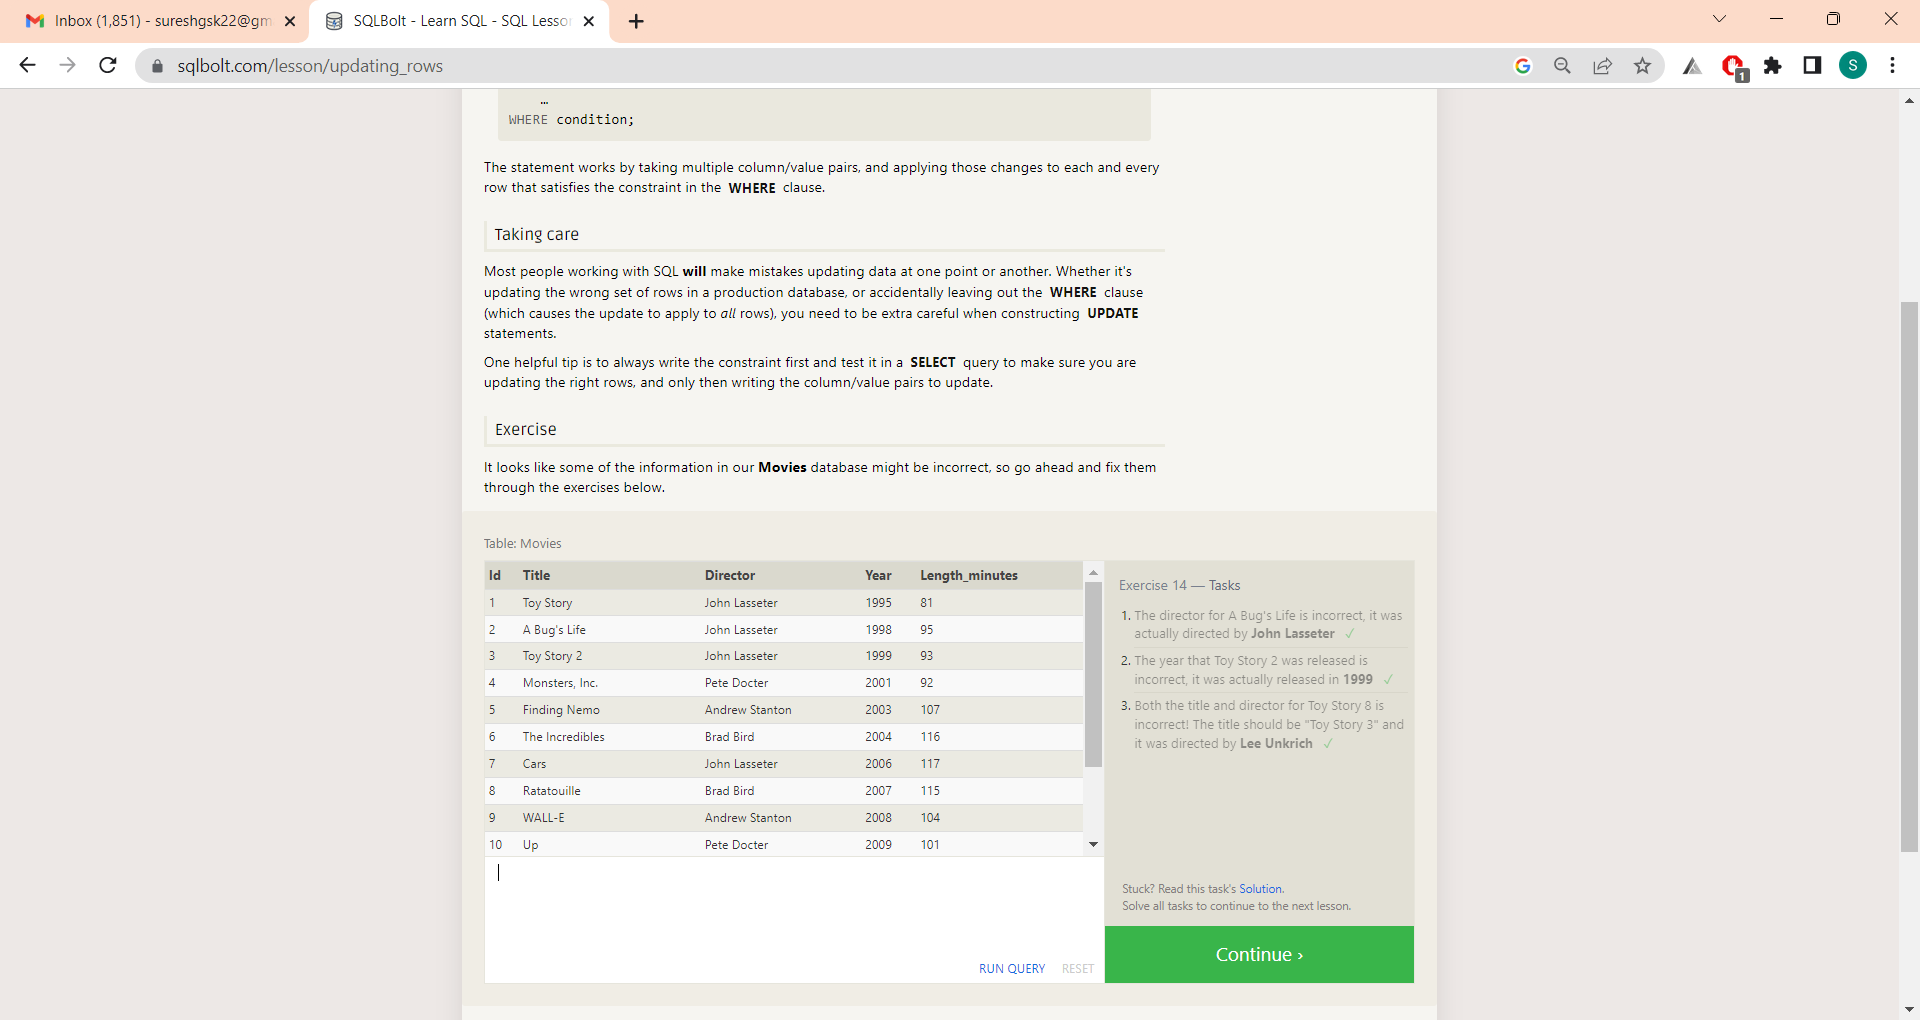 Inbox (1,851) - sureshgsk22@gm
SQLBolt - Learn SQL - SQL Lesso
sqlbolt.com/lesson/updating_rows
1
S
…
WHERE condition;
The statement works by taking multiple column/value pairs, and applying those changes to each and every
row that satisfies the constraint in the WHERE clause.
Taking care
Most people working with SQL will make mistakes updating data at one point or another. Whether it's
updating the wrong set of rows in a production database, or accidentally leaving out the WHERE clause
(which causes the update to apply to all rows), you need to be extra careful when constructing UPDATE
statements.
One helpful tip is to always write the constraint first and test it in a SELECT query to make sure you are
updating the right rows, and only then writing the column/value pairs to update.
Exercise
It looks like some of the information in our Movies database might be incorrect, so go ahead and fix them
through the exercises below.
Table: Movies
Id Title Director Year Length_minutes
1 Toy Story John Lasseter 1995 81
2 A Bug's Life John Lasseter 1998 95
3 Toy Story 2 John Lasseter 1999 93
4 Monsters, Inc. Pete Docter 2001 92
5 Finding Nemo Andrew Stanton 2003 107
6 The Incredibles Brad Bird 2004 116
7 Cars John Lasseter 2006 117
8 Ratatouille Brad Bird 2007 115
9 WALL-E Andrew Stanton 2008 104
10 Up Pete Docter 2009 101
RUN QUERY RESET
Exercise 14 — Tasks
1. The director for A Bug's Life is incorrect, it was
actually directed by John Lasseter ✓
2. The year that Toy Story 2 was released is
incorrect, it was actually released in 1999 ✓
3. Both the title and director for Toy Story 8 is
incorrect! The title should be "Toy Story 3" and
it was directed by Lee Unkrich ✓
Stuck? Read this task's Solution.
Solve all tasks to continue to the next lesson.
Continue ›